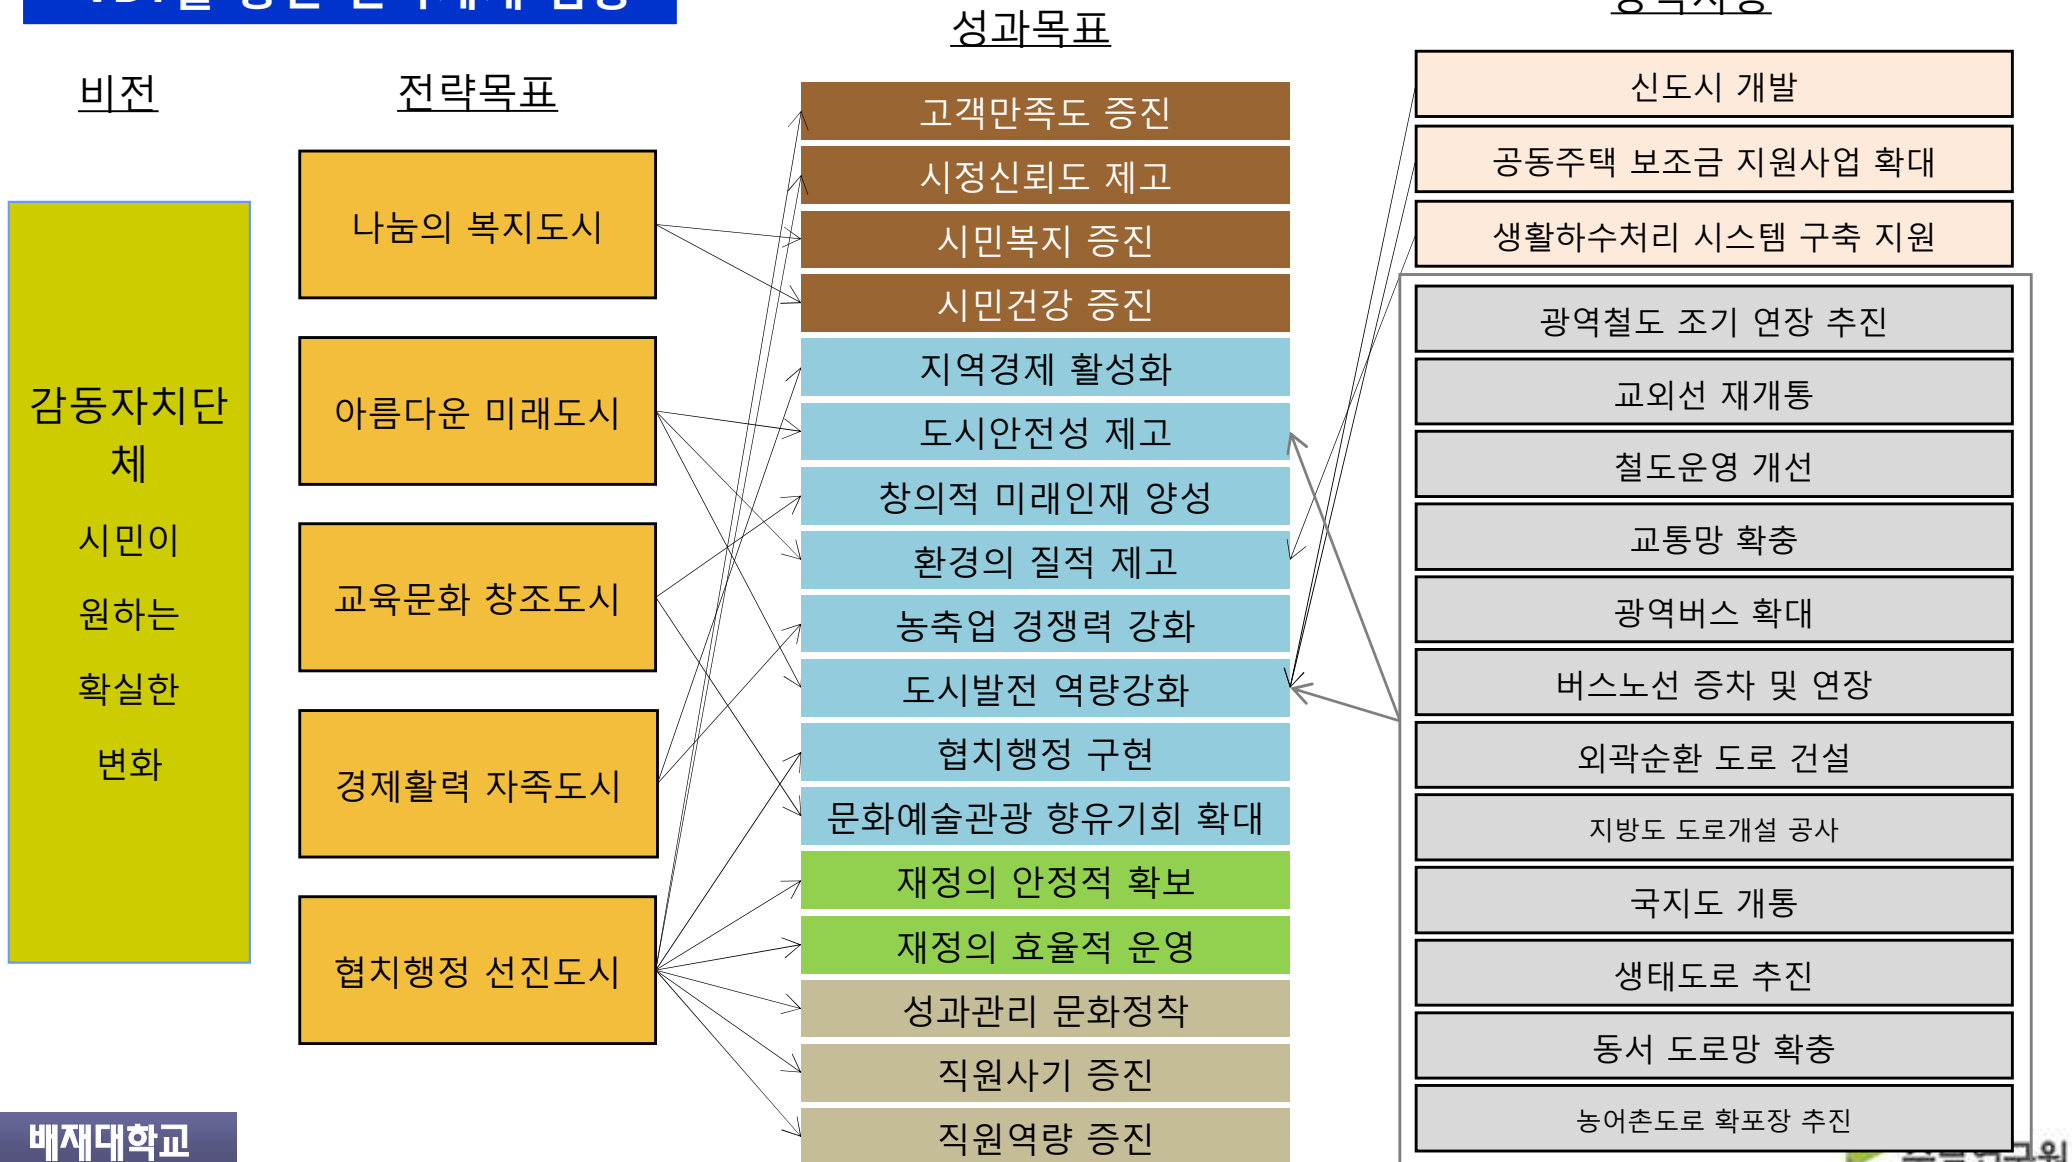 성과목표
비전
전략목표
감동자치단
체
시민이
원하는
확실한
변화
나눔의 복지도시
아름다운 미래도시
교육문화 창조도시
경제활력 자족도시
협치행정 선진도시
고객만족도 증진
시정신뢰도 제고
시민복지 증진
시민건강 증진
지역경제 활성화
도시안전성 제고
창의적 미래인재 양성
환경의 질적 제고
농축업 경쟁력 강화
도시발전 역량강화
협치행정 구현
문화예술관광 향유기회 확대
재정의 안정적 확보
재정의 효율적 운영
성과관리 문화정착
직원사기 증진
직원역량 증진
신도시 개발
공동주택 보조금 지원사업 확대
생활하수처리 시스템 구축 지원
광역철도 조기 연장 추진
교외선 재개통
철도운영 개선
교통망 확충
광역버스 확대
버스노선 증차 및 연장
외곽순환 도로 건설
지방도 도로개설 공사
국지도 개통
생태도로 추진
동서 도로망 확충
농어촌도로 확포장 추진
배재대학교